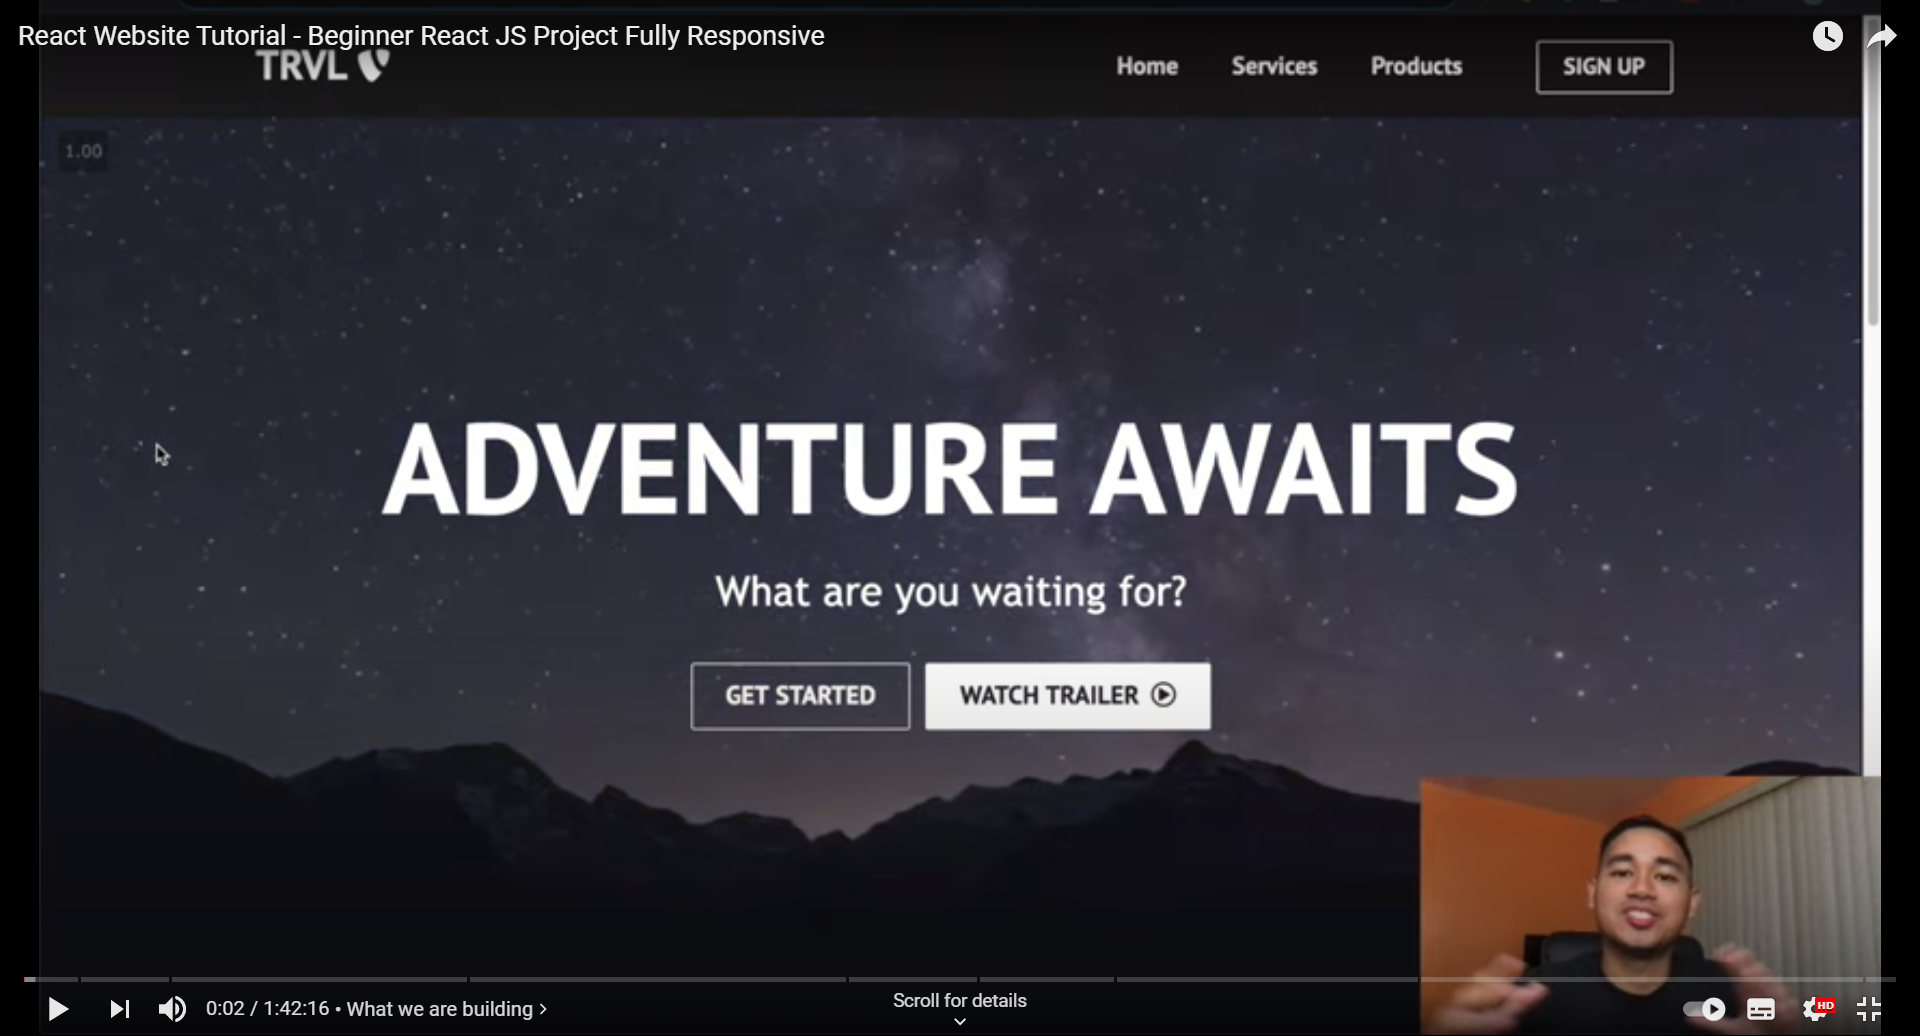 React Website Tutorial - Beginner React JS Project Fully Responsive
TRVL
Home Services Products SIGN UP
1.00
ADVENTURE AWAITS
What are you waiting for?
GET STARTED WATCH TRAILER
0:02 / 1:42:16 • What we are building ›
Scroll for details
HD